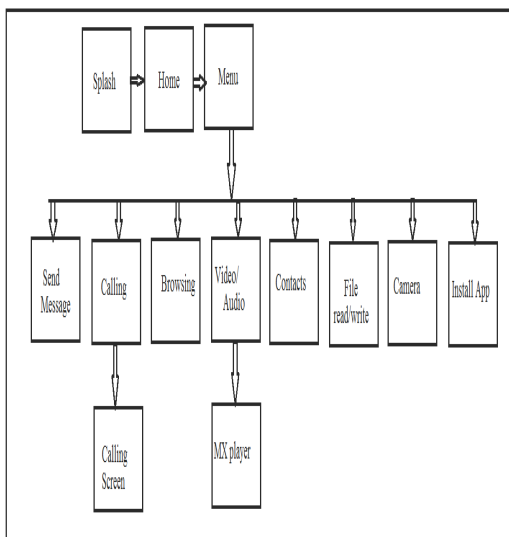 Splash
Home
Menu
Send
Message
Calling
Browsing
Video/
Audio
Contacts
File
read/write
Camera
Install App
Calling
Screen
MX player